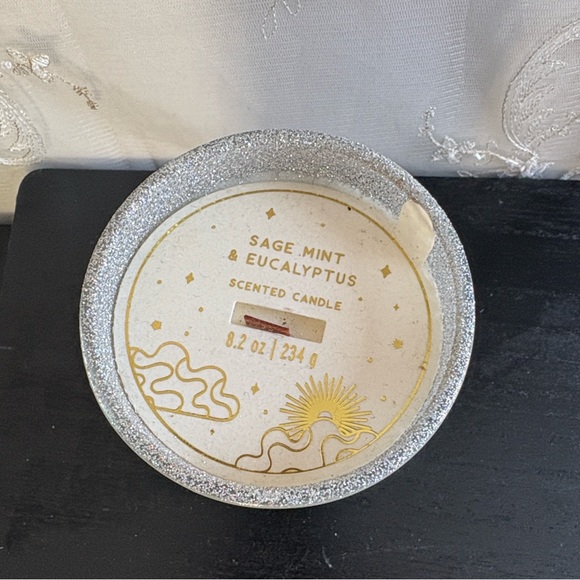 SAGE MINT
& EUCALYPTUS
SCENTED CANDLE
8.2 oz | 234 g